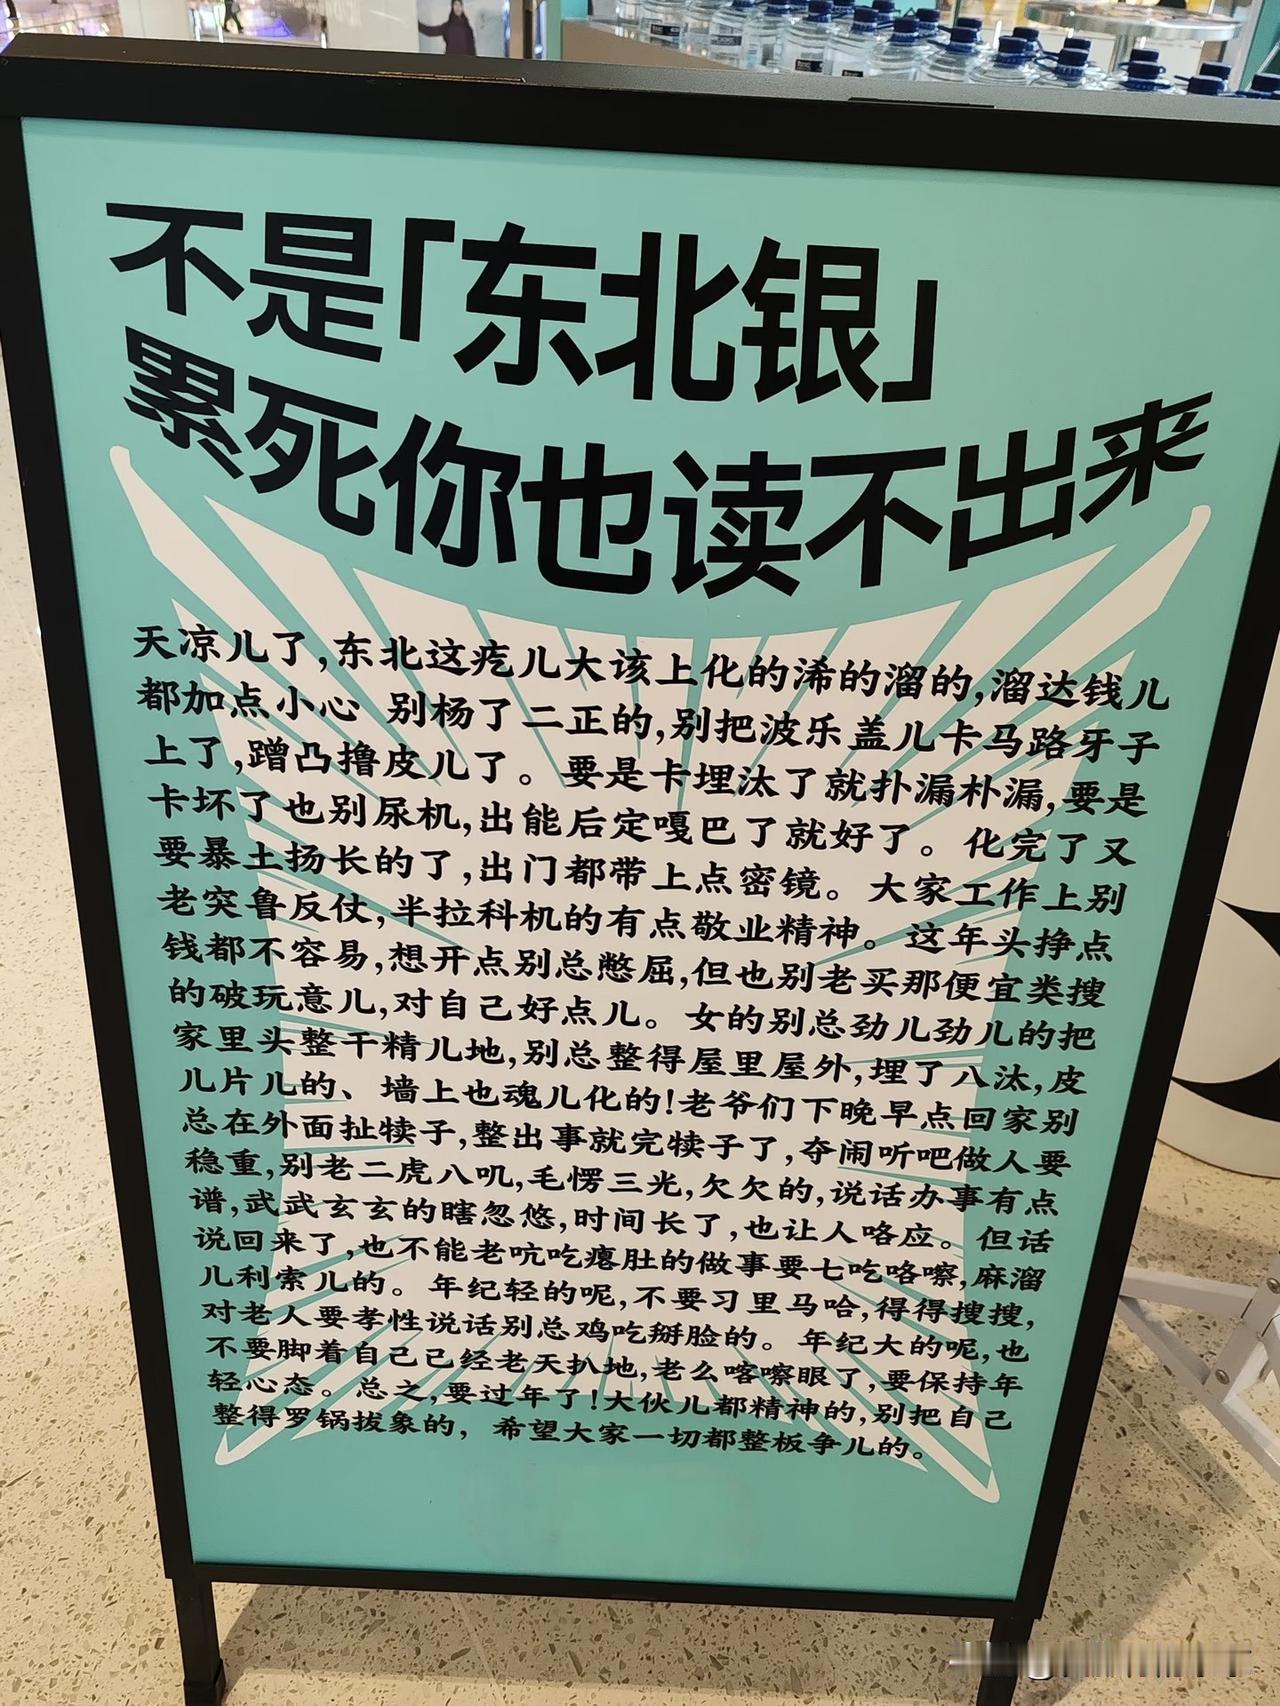 不是「东北银」
累死你也读不出来
天凉儿了,东北这疙儿大该上化的浠的溜的,溜达钱儿
都加点小心 别杨了二正的,别把波乐盖儿卡马路牙子
上了,蹭凸撸皮儿了。要是卡埋汰了就扑漏朴漏,要是
卡坏了也别尿机,出能后定嘎巴了就好了。化完了又
要暴土扬长的了,出门都带上点密镜。大家工作上别
老突鲁反仗,半拉科机的有点敬业精神。这年头挣点
钱都不容易,想开点别总憋屈,但也别老买那便宜类搜
的破玩意儿,对自己好点儿。女的别总劲儿劲儿的把
家里头整干精儿地,别总整得屋里屋外,埋了八汰,皮
儿片儿的、墙上也魂儿化的!老爷们下晚早点回家别
总在外面扯犊子,整出事就完犊子了,夯闹听吧做人要
稳重,别老二虎八叽,毛愣三光,欠欠的,说话办事有点
谱,武武玄玄的瞎忽悠,时间长了,也让人咯应。但话
说回来了,也不能老吭吃瘪肚的做事要七吃咯嚓,麻溜
儿利索儿的。年纪轻的呢,不要习里马哈,得得搜搜,
对老人要孝性说话别总鸡吃掰脸的。年纪大的呢,也
不要脚着自己己经老天扒地,老么喀嚓眼了,要保持年
轻心态。总之,要过年了!大伙儿都精神的,别把自己
整得罗锅拔象的,希望大家一切都整板争儿的。